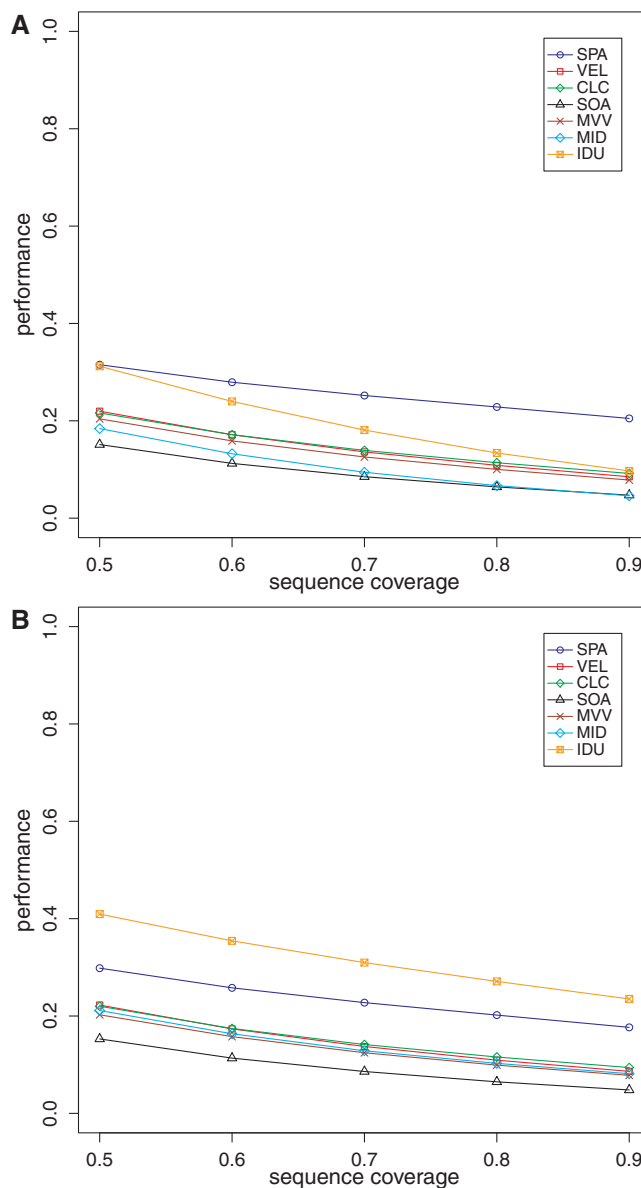 A
1.0
0.8
0.6
0.4
0.2
0.0
performance
SPA
VEL
CLC
SOA
MVV
MID
IDU
0.5 0.6 0.7 0.8 0.9
sequence coverage
B
1.0
0.8
0.6
0.4
0.2
0.0
performance
SPA
VEL
CLC
SOA
MVV
MID
IDU
0.5 0.6 0.7 0.8 0.9
sequence coverage